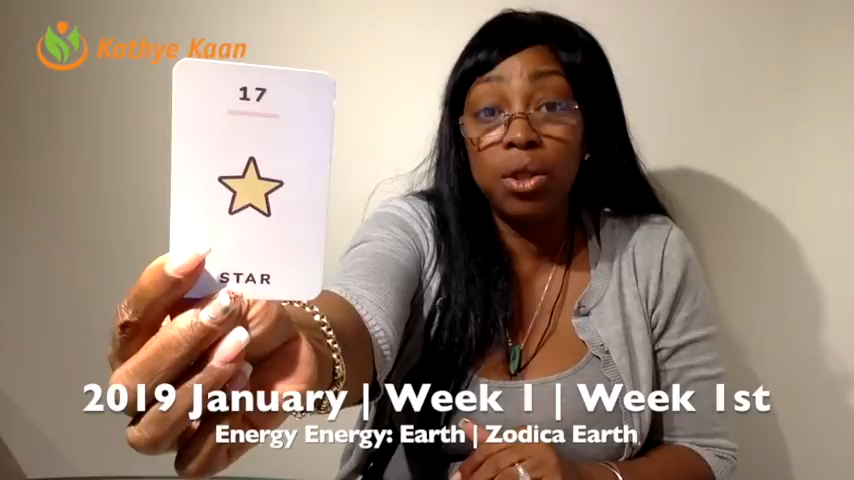 Kathye Kaan
17
STAR
2019 January | Week 1 | Week 1st
Energy Energy: Earth | Zodica Earth